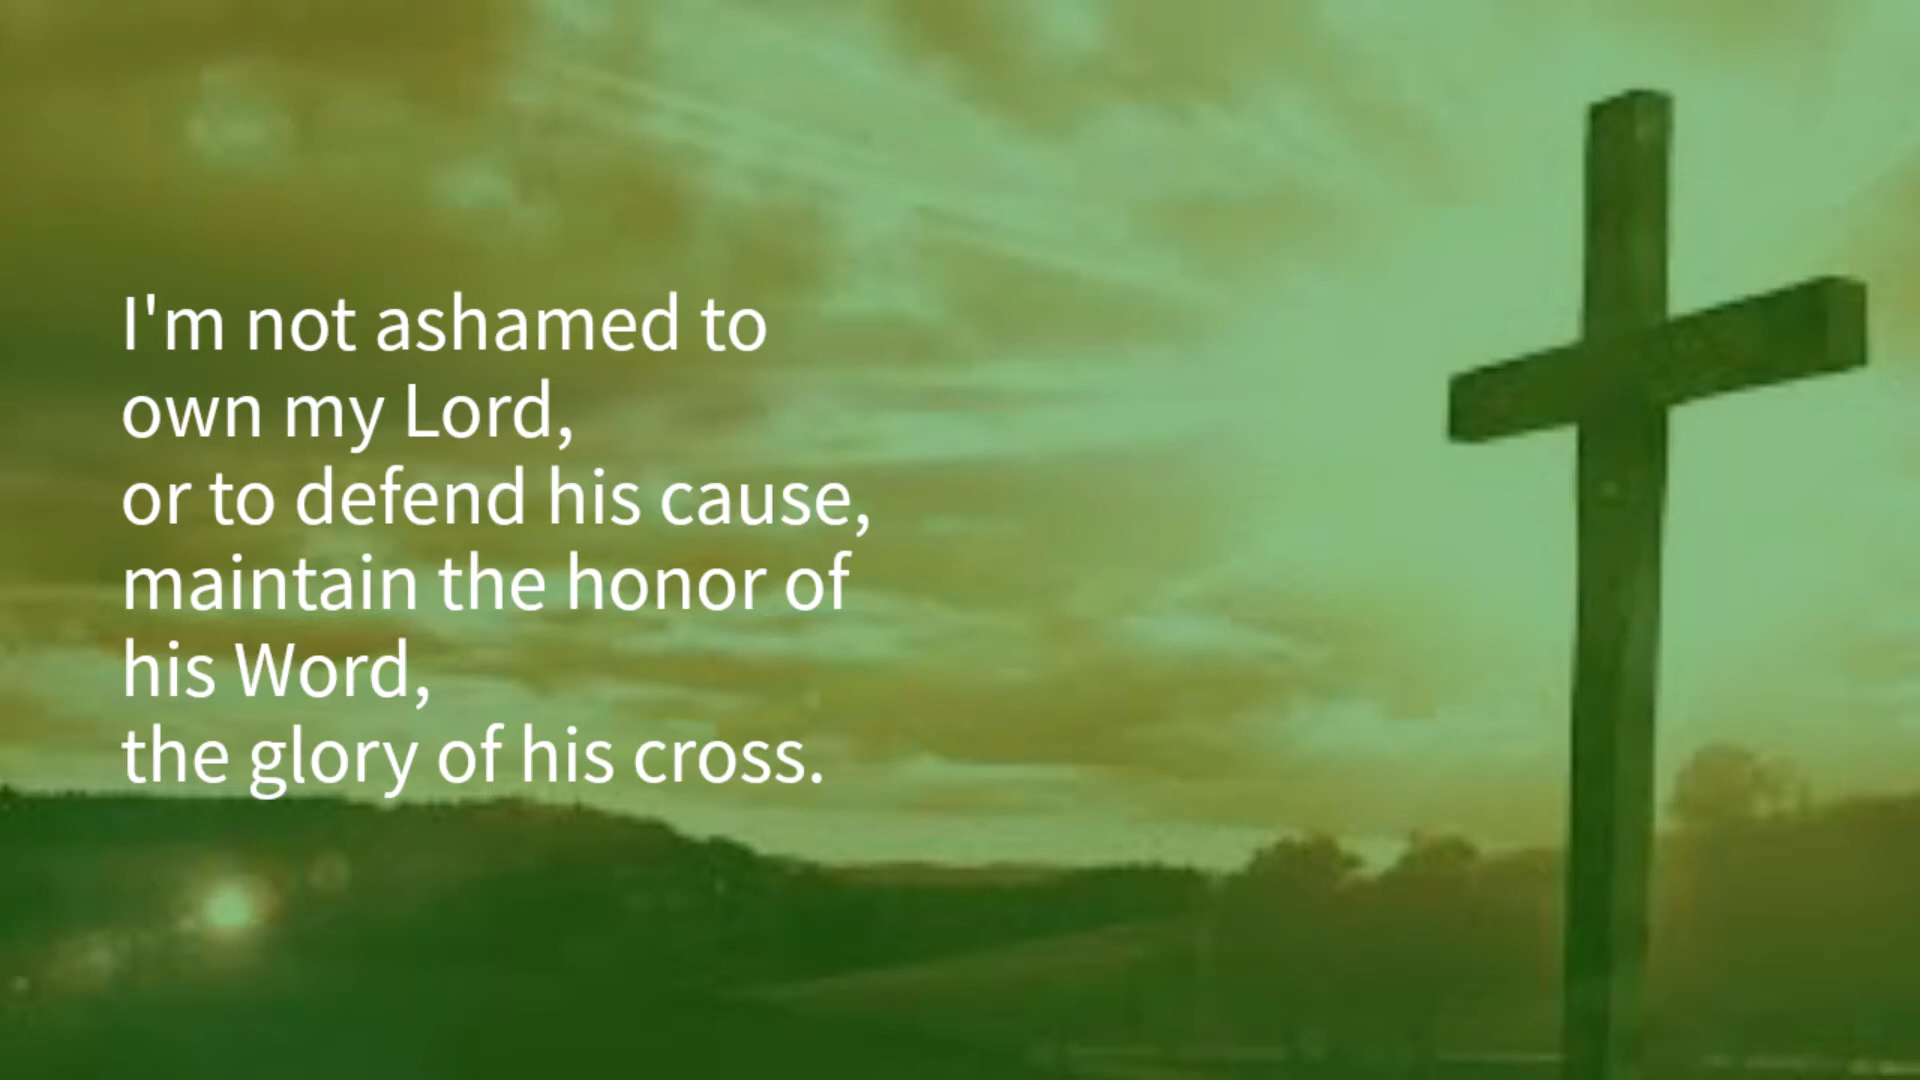 I'm not ashamed to
own my Lord,
or to defend his cause,
maintain the honor of
his Word,
the glory of his cross.